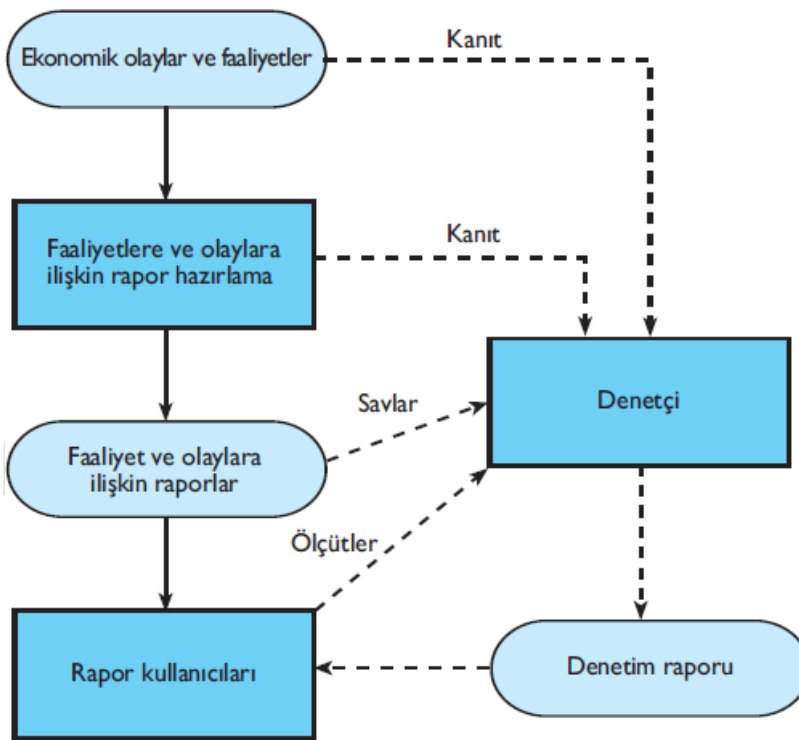 Ekonomik olaylar ve faaliyetler
Kanıt
Faaliyetlere ve olaylara
ilişkin rapor hazırlama
Kanıt
Denetçi
Savlar
Faaliyet ve olaylara
ilişkin raporlar
Ölçütler
Rapor kullanıcıları
Denetim raporu